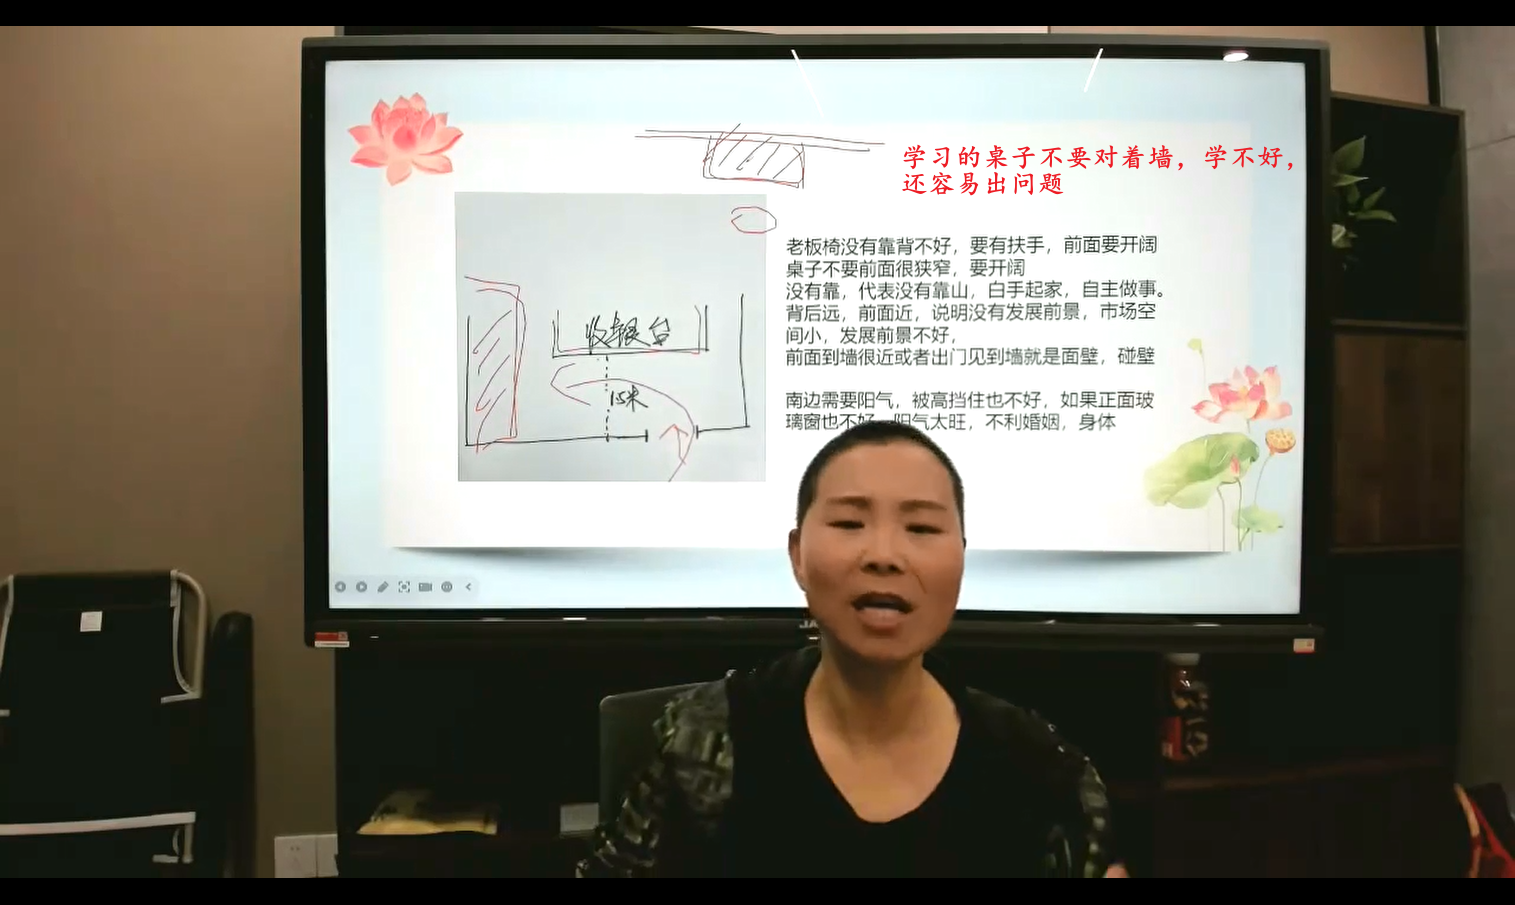 学习的桌子不要对着墙，学不好，
还容易出问题
老板椅没有靠背不好，要有扶手，前面要开阔
桌子不要前面很狭窄，要开阔
没有靠，代表没有靠山，白手起家，自主做事。
背后远，前面近，说明没有发展前景，市场空
间小，发展前景不好，
前面到墙很近或者出门见到墙就是面壁，碰壁
南边需要阳气，被高挡住也不好，如果正面玻
璃窗也不好，阳气太旺，不利婚姻，身体
收银台
1.5米